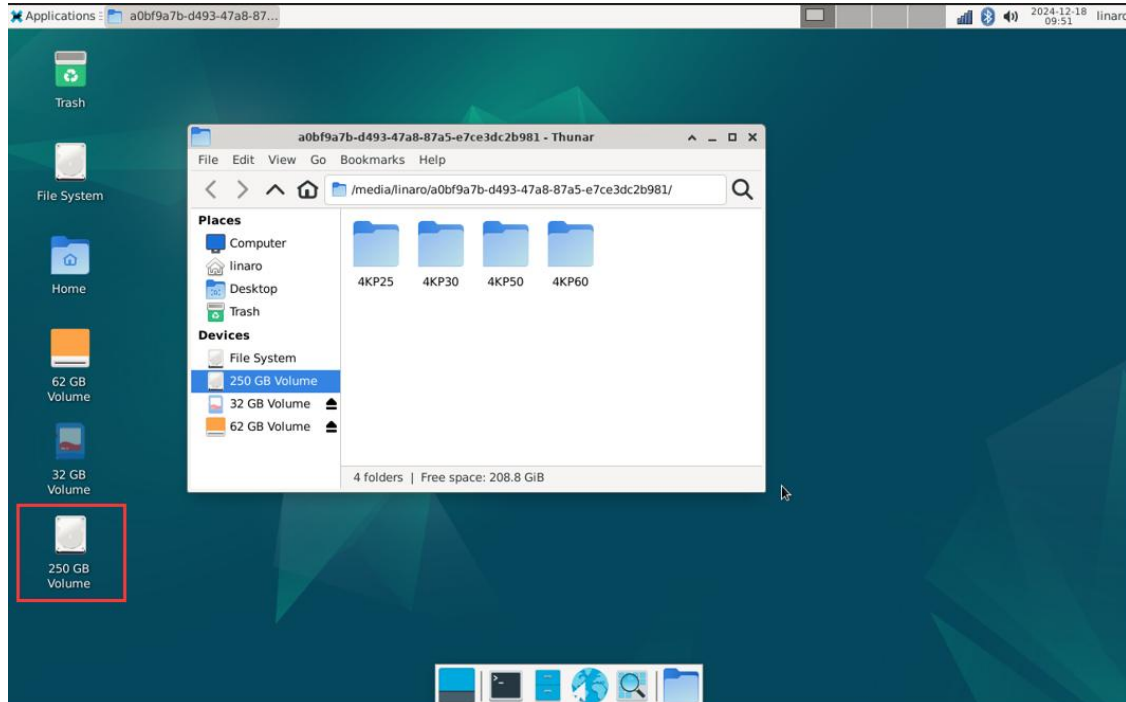 Applications a0bf9a7b-d493-47a8-87... 2024-12-18 linaro
09:51
Trash
File System
Home
62 GB
Volume
32 GB
Volume
250 GB
Volume
a0bf9a7b-d493-47a8-87a5-e7ce3dc2b981 - Thunar
File Edit View Go Bookmarks Help
/media/linaro/a0bf9a7b-d493-47a8-87a5-e7ce3dc2b981/
Places
Computer
linaro
Desktop
Trash
Devices
File System
250 GB Volume
32 GB Volume
62 GB Volume
4KP25 4KP30 4KP50 4KP60
4 folders | Free space: 208.8 GiB